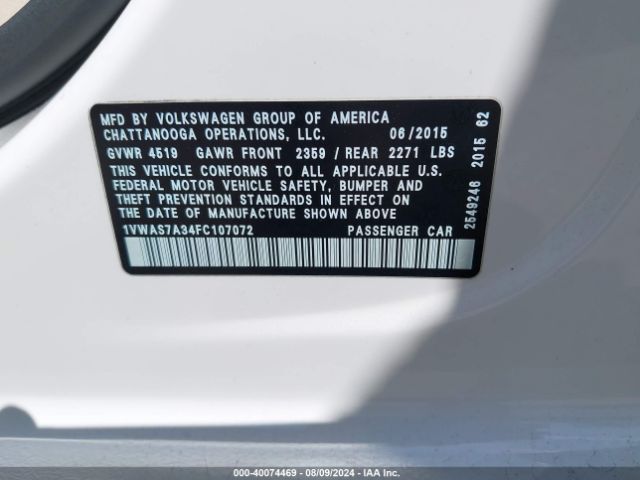 MFD BY VOLKSWAGEN GROUP OF AMERICA
CHATTANOOGA OPERATIONS, LLC. 06/2015
GVWR 4519 GAWR FRONT 2359 / REAR 2271 LBS
THIS VEHICLE CONFORMS TO ALL APPLICABLE U.S.
FEDERAL MOTOR VEHICLE SAFETY, BUMPER AND
THEFT PREVENTION STANDARDS IN EFFECT ON
THE DATE OF MANUFACTURE SHOWN ABOVE
1VWAS7A34FC107072 PASSENGER CAR
2549246 2015 62
000-40074469 - 08/09/2024 - IAA Inc.